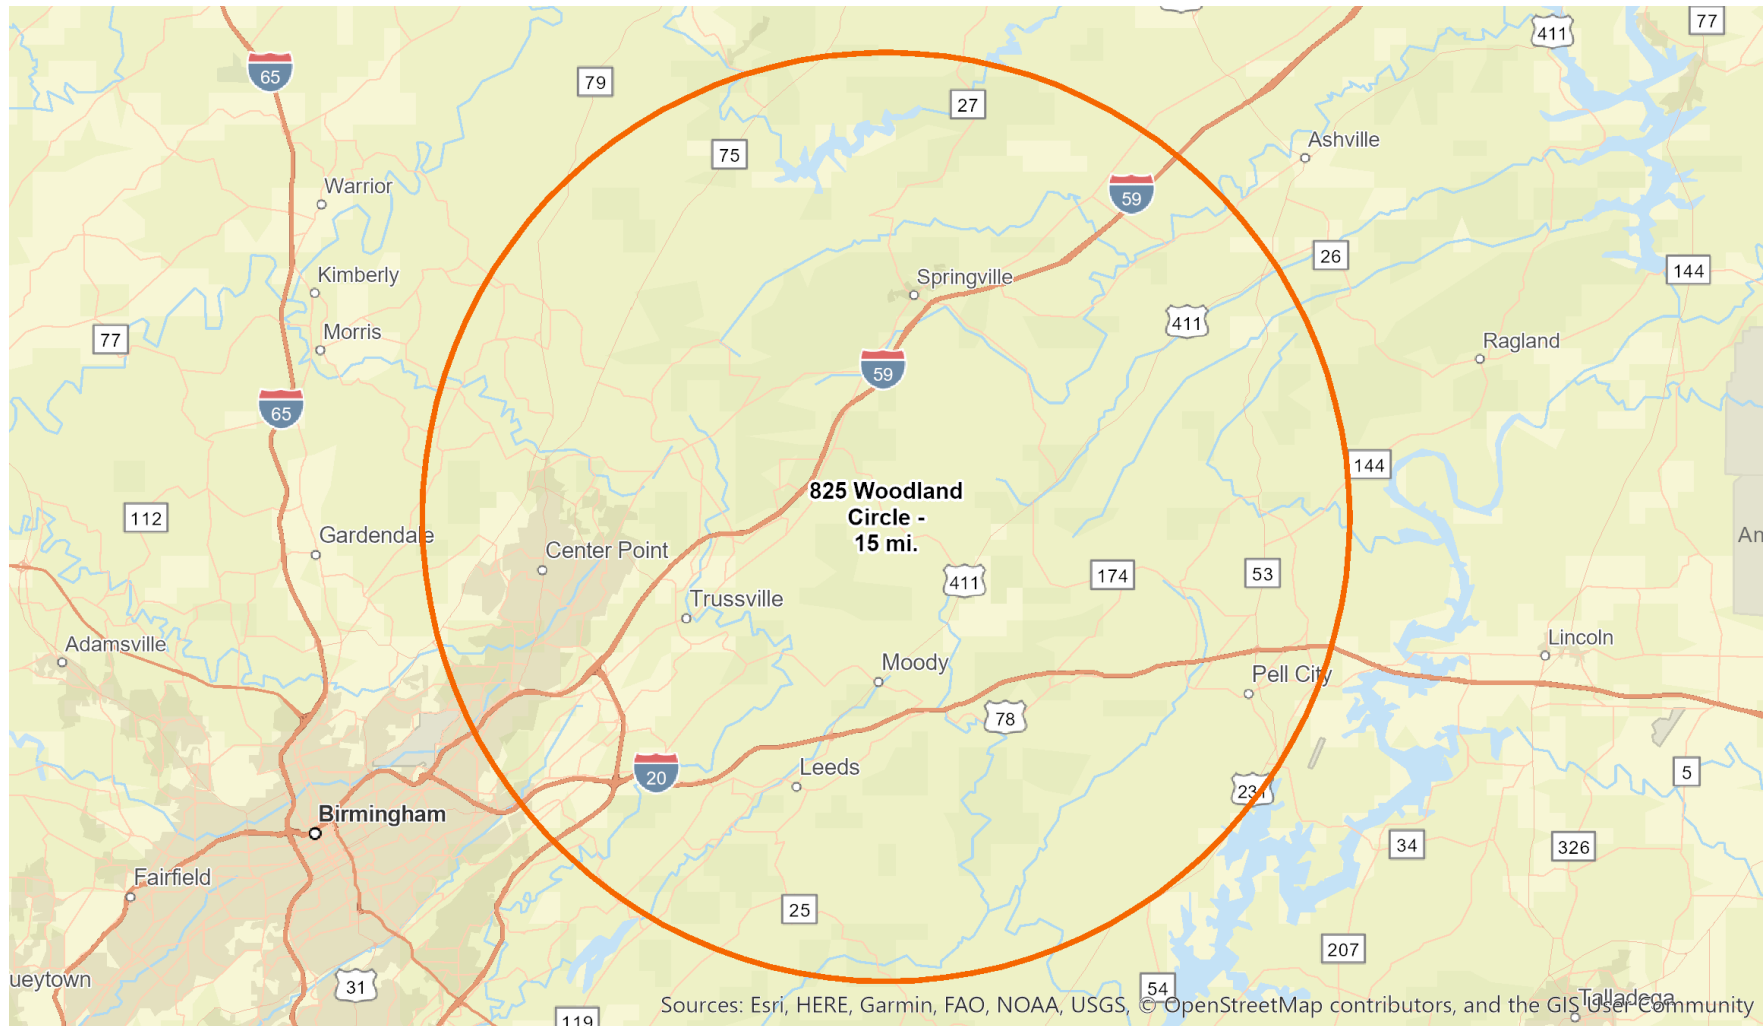 77
411
65
79
27
75
Ashville
59
Warrior
26
144
Kimberly
Springville
77
Morris
411
Ragland
59
65
144
825 Woodland
Circle -
15 mi.
112
Gardendale
Center Point
An
411
174
53
Trussville
Adamsville
Lincoln
Moody
Pell City
78
Leeds
20
5
231
Birmingham
34
326
Fairfield
25
207
ueytown
31
54
Talladega
Sources: Esri, HERE, Garmin, FAO, NOAA, USGS, © OpenStreetMap contributors, and the GIS User Community
119